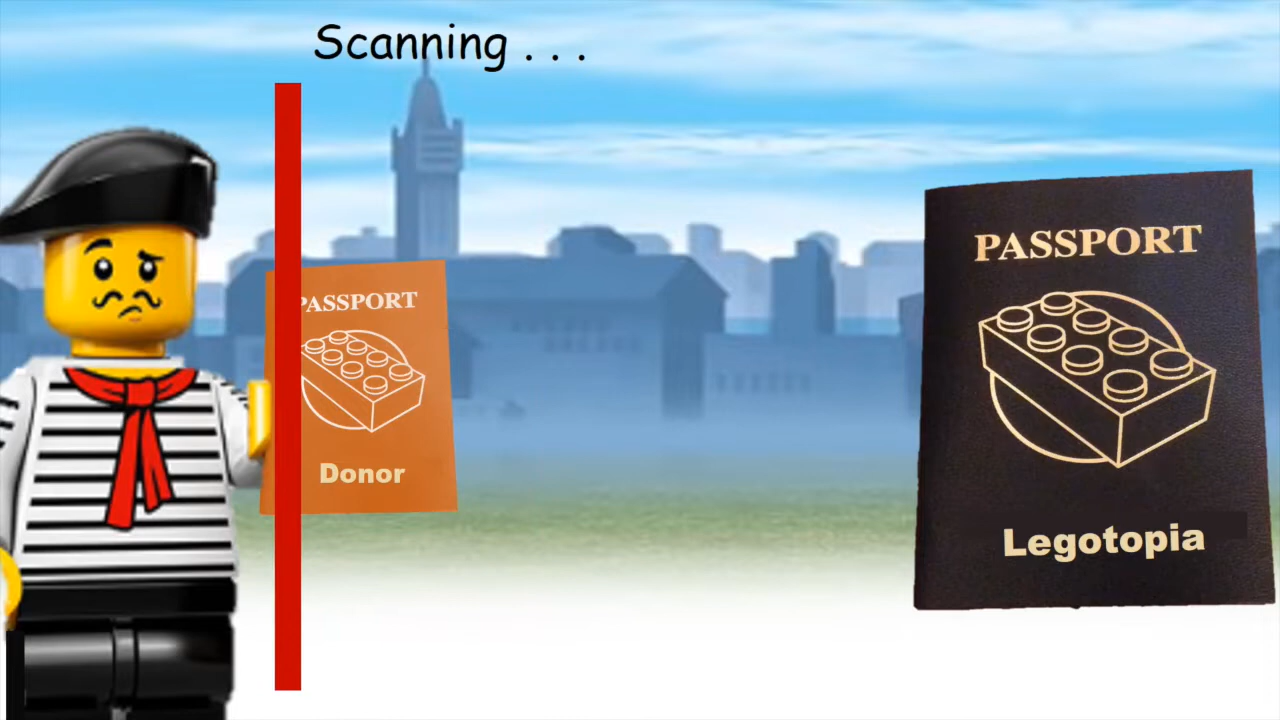 Scanning . . .
PASSPORT
Donor
PASSPORT
Legotopia